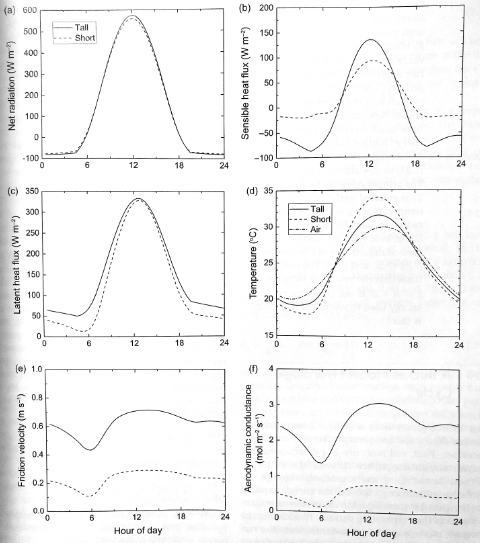 (a)
Net radiation (W m⁻²)
600
500
400
300
200
100
0
−100
Tall
Short
0 6 12 18 24
(b)
Sensible heat flux (W m⁻²)
200
150
100
50
0
−50
−100
0 6 12 18 24
(c)
Latent heat flux (W m⁻²)
350
300
250
200
150
100
50
0
0 6 12 18 24
(d)
Temperature (°C)
35
30
25
20
15
Tall
Short
Air
0 6 12 18 24
(e)
Friction velocity (m s⁻¹)
1.0
0.8
0.6
0.4
0.2
0.0
0 6 12 18 24
Hour of day
(f)
Aerodynamic conductance
(mol m⁻² s⁻¹)
4
3
2
1
0
0 6 12 18 24
Hour of day